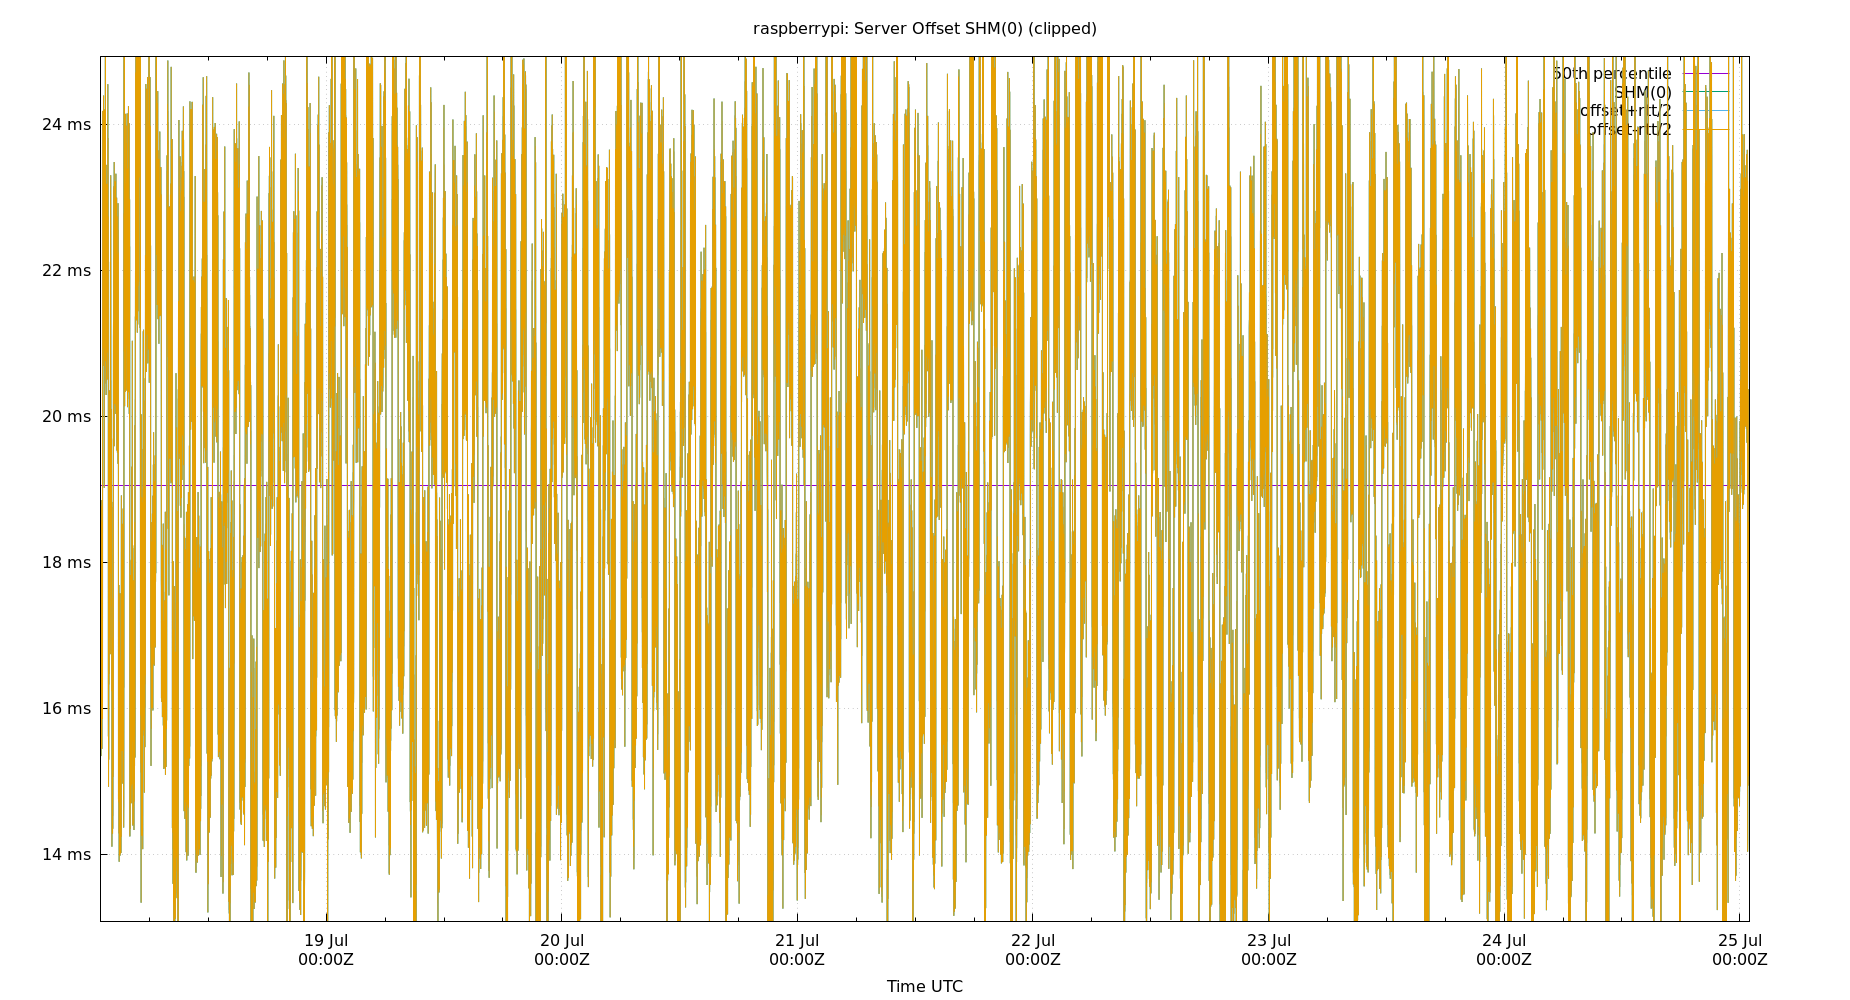 raspberrypi: Server Offset SHM(0) (clipped)
50th percentile
SHM(0)
offset+rtt/2
offset-rtt/2
24 ms
22 ms
20 ms
18 ms
16 ms
14 ms
19 Jul 20 Jul 21 Jul 22 Jul 23 Jul 24 Jul 25 Jul
00:00Z 00:00Z 00:00Z 00:00Z 00:00Z 00:00Z 00:00Z
Time UTC